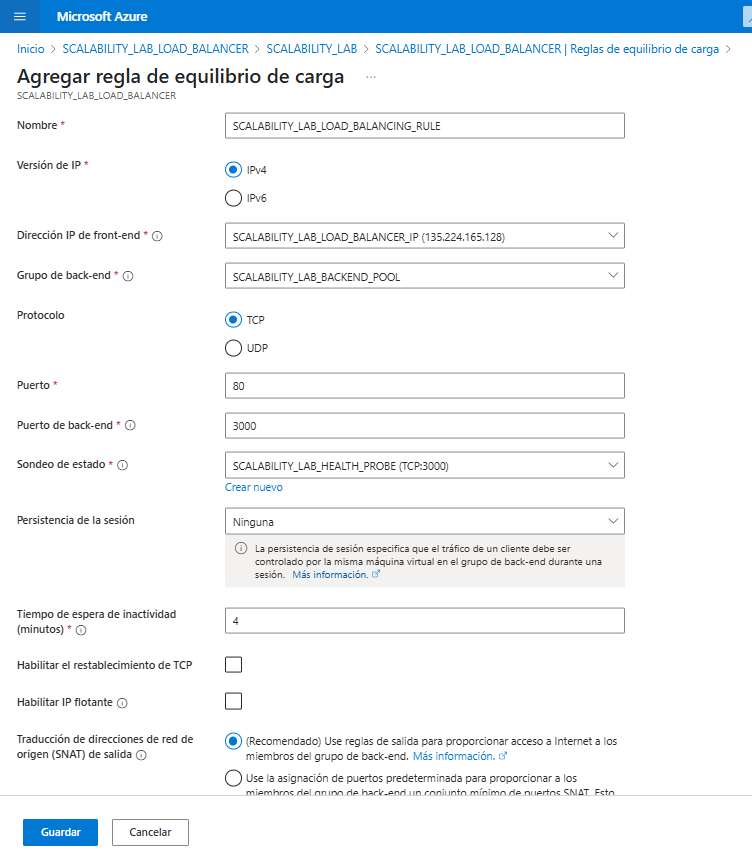 Microsoft Azure
Inicio > SCALABILITY_LAB_LOAD_BALANCER > SCALABILITY_LAB > SCALABILITY_LAB_LOAD_BALANCER | Reglas de equilibrio de carga >
Agregar regla de equilibrio de carga ...
SCALABILITY_LAB_LOAD_BALANCER
Nombre *
SCALABILITY_LAB_LOAD_BALANCING_RULE
Versión de IP *
IPv4
IPv6
Dirección IP de front-end *
SCALABILITY_LAB_LOAD_BALANCER_IP (135.224.165.128)
Grupo de back-end *
SCALABILITY_LAB_BACKEND_POOL
Protocolo
TCP
UDP
Puerto *
80
Puerto de back-end *
3000
Sondeo de estado *
SCALABILITY_LAB_HEALTH_PROBE (TCP:3000)
Crear nuevo
Persistencia de la sesión
Ninguna
La persistencia de sesión especifica que el tráfico de un cliente debe ser
controlado por la misma máquina virtual en el grupo de back-end durante una
sesión. Más información.
Tiempo de espera de inactividad
(minutos) *
4
Habilitar el restablecimiento de TCP
Habilitar IP flotante
Traducción de direcciones de red de
origen (SNAT) de salida
(Recomendado) Use reglas de salida para proporcionar acceso a Internet a los
miembros del grupo de back-end. Más información.
Use la asignación de puertos predeterminada para proporcionar a los
miembros del grupo de back-end un conjunto mínimo de puertos SNAT. Esto
Guardar
Cancelar